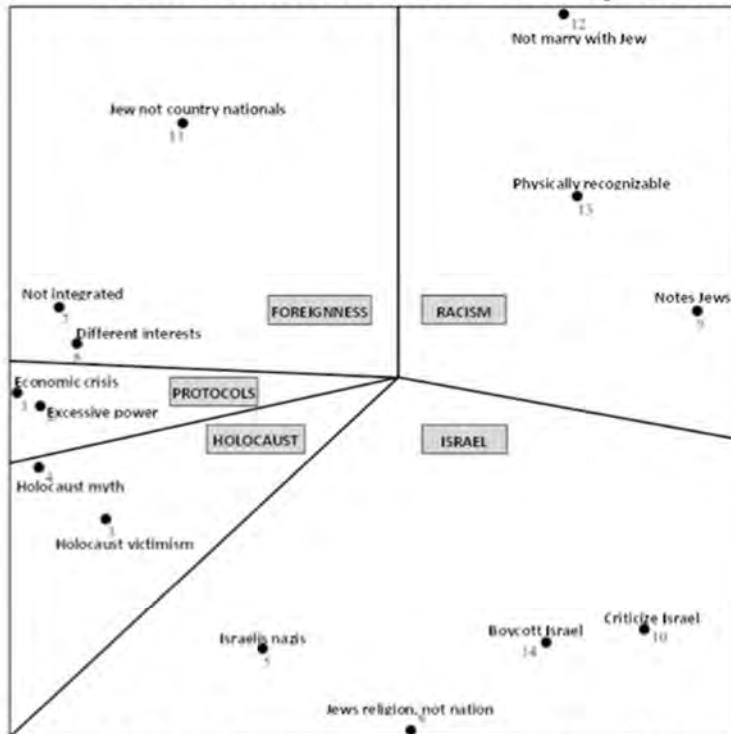 12
Not marry with Jew
Jew not country nationals
11
Physically recognizable
13
Not integrated
7
Notes Jews
9
FOREIGNNESS
RACISM
Different interests
8
Economic crisis
1
PROTOCOLS
Excessive power
HOLOCAUST
ISRAEL
4
Holocaust myth
3
Holocaust victimism
Israelis nazis
5
Boycott Israel
14
Criticize Israel
10
Jews religion, not nation